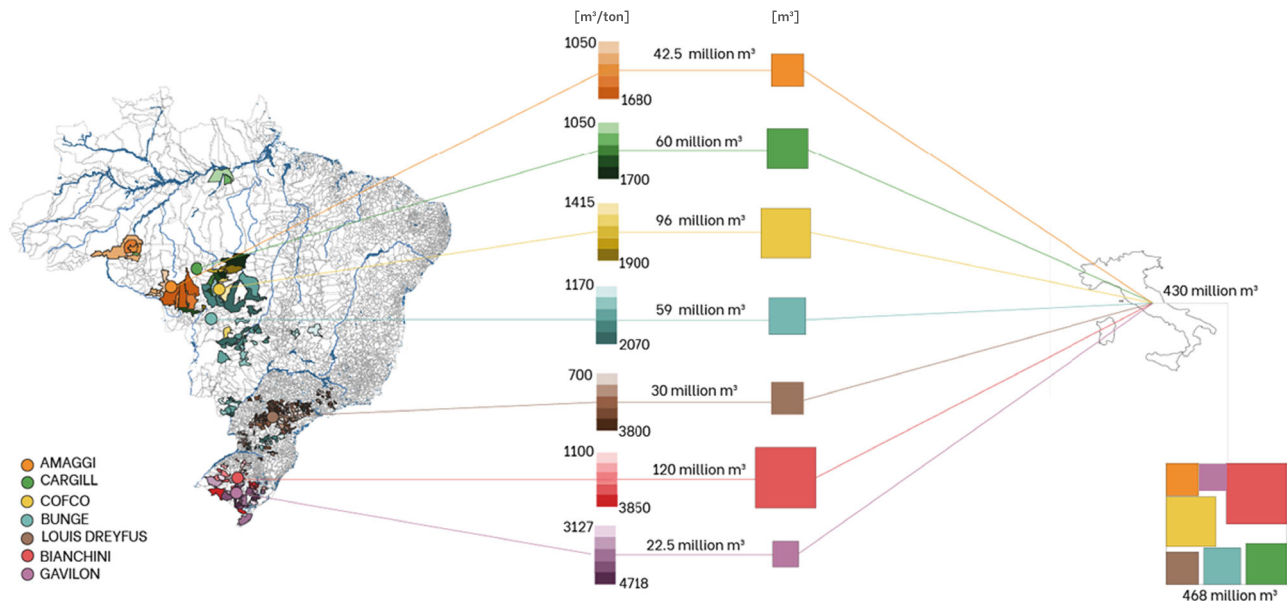 [m³/ton] [m³]
1050
42.5 million m³
1680
1050
60 million m³
1700
1415
96 million m³
1900
1170
59 million m³
2070
430 million m³
700
30 million m³
3800
1100
120 million m³
3850
3127
22.5 million m³
4718
AMAGGI
CARGILL
COFCO
BUNGE
LOUIS DREYFUS
BIANCHINI
GAVILON
468 million m³